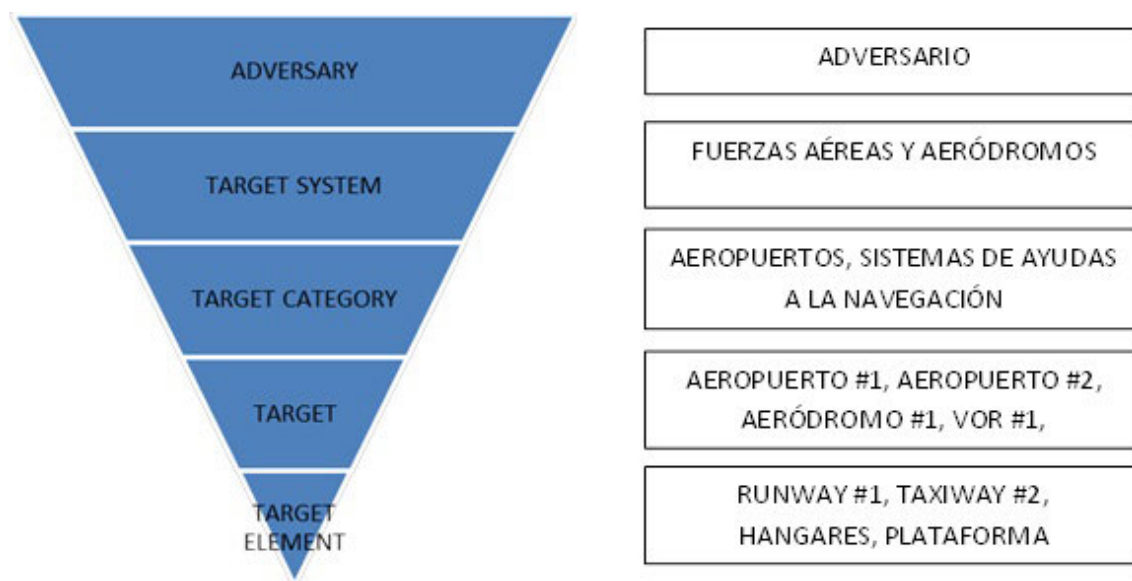 ADVERSARY
ADVERSARIO
TARGET SYSTEM
FUERZAS AÉREAS Y AERÓDROMOS
TARGET CATEGORY
AEROPUERTOS, SISTEMAS DE AYUDAS
A LA NAVEGACIÓN
TARGET
AEROPUERTO #1, AEROPUERTO #2,
AERÓDROMO #1, VOR #1,
TARGET
ELEMENT
RUNWAY #1, TAXIWAY #2,
HANGARES, PLATAFORMA